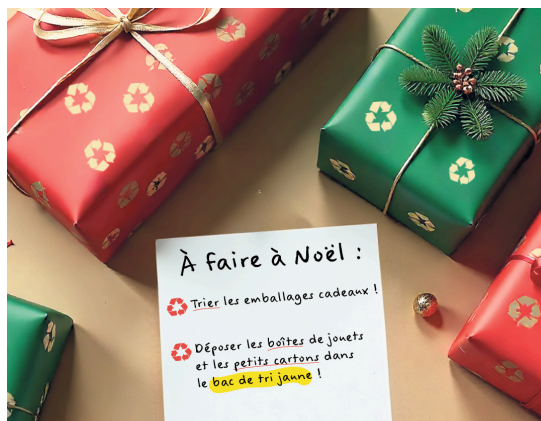 À faire à Noël :
Trier les emballages cadeaux !
Déposer les boîtes de jouets
et les petits cartons dans
le bac de tri jaune !